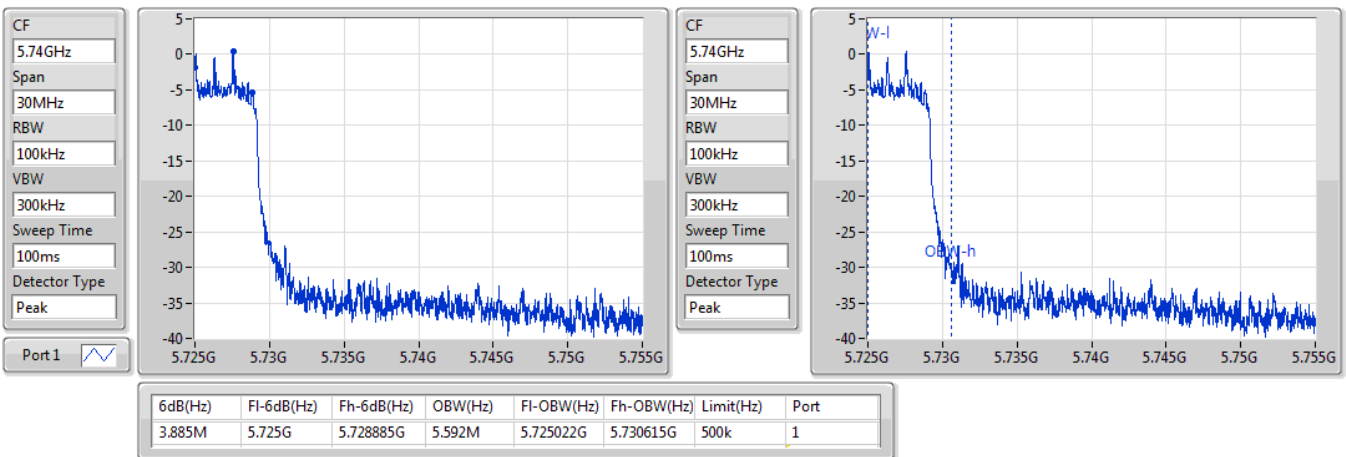 CF
5.74GHz
Span
30MHz
RBW
100kHz
VBW
300kHz
Sweep Time
100ms
Detector Type
Peak
Port 1
5
0
-5
-10
-15
-20
-25
-30
-35
-40
5.725G 5.73G 5.735G 5.74G 5.745G 5.75G 5.755G
CF
5.74GHz
Span
30MHz
RBW
100kHz
VBW
300kHz
Sweep Time
100ms
Detector Type
Peak
5
0
-5
-10
-15
-20
-25
-30
-35
-40
W-l
OBW-h
5.725G 5.73G 5.735G 5.74G 5.745G 5.75G 5.755G
6dB(Hz) Fl-6dB(Hz) Fh-6dB(Hz) OBW(Hz) Fl-OBW(Hz) Fh-OBW(Hz) Limit(Hz) Port
3.885M 5.725G 5.728885G 5.592M 5.725022G 5.730615G 500k 1